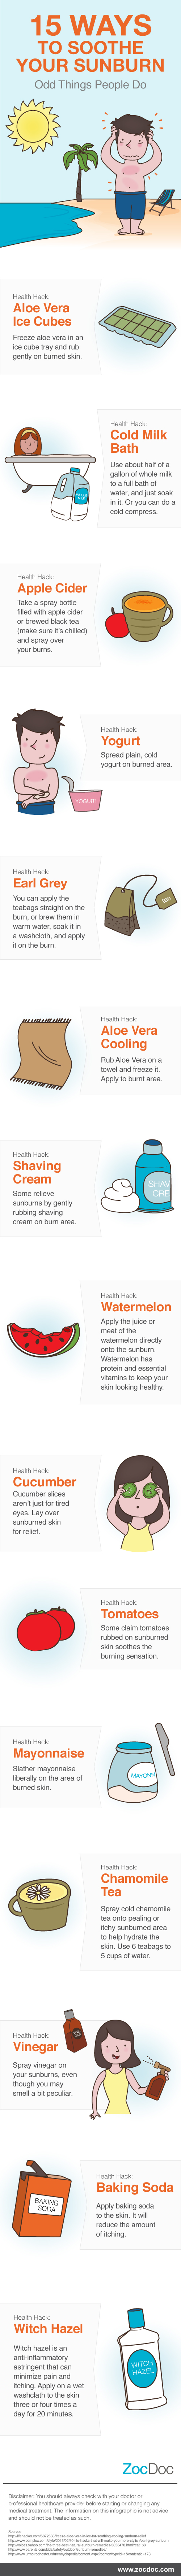 15 WAYS
TO SOOTHE
YOUR SUNBURN
Odd Things People Do
Health Hack:
Aloe Vera
Ice Cubes
Freeze aloe vera in an
ice cube tray and rub
gently on burned skin.
Health Hack:
Cold Milk
Bath
Use about half of a
gallon of whole milk
to a full bath of
water, and just soak
in it. Or you can do a
cold compress.
Health Hack:
Apple Cider
Take a spray bottle
filled with apple cider
or brewed black tea
(make sure it's chilled)
and spray over
your burns.
Health Hack:
Yogurt
Spread plain, cold
yogurt on burned area.
YOGURT
Health Hack:
Earl Grey
You can apply the
teabags straight on the
burn, or brew them in
warm water, soak it in
a washcloth, and apply
it on the burn.
Health Hack:
Aloe Vera
Cooling
Rub Aloe Vera on a
towel and freeze it.
Apply to burnt area.
Health Hack:
Shaving
Cream
Some relieve
sunburns by gently
rubbing shaving
cream on burn area.
SHAV
CRE
Health Hack:
Watermelon
Apply the juice or
meat of the
watermelon directly
onto the sunburn.
Watermelon has
protein and essential
vitamins to keep your
skin looking healthy.
Health Hack:
Cucumber
Cucumber slices
aren't just for tired
eyes. Lay over
sunburned skin
for relief.
Health Hack:
Tomatoes
Some claim tomatoes
rubbed on sunburned
skin soothes the
burning sensation.
Health Hack:
Mayonnaise
Slather mayonnaise
liberally on the area of
burned skin.
MAYONN
Health Hack:
Chamomile
Tea
Spray cold chamomile
tea onto pealing or
itchy sunburned area
to help hydrate the
skin. Use 6 teabags to
5 cups of water.
Health Hack:
Vinegar
Spray vinegar on
your sunburns, even
though you may
smell a bit peculiar.
Health Hack:
Baking Soda
Apply baking soda
to the skin. It will
reduce the amount
of itching.
BAKING
SODA
Health Hack:
Witch Hazel
Witch hazel is an
anti-inflammatory
astringent that can
minimize pain and
itching. Apply on a wet
washcloth to the skin
three or four times a
day for 20 minutes.
WITCH
HAZEL
ZocDoc
Disclaimer: You should always check with your doctor or
professional healthcare provider before starting or changing any
medical treatment. The information on this infographic is not advice
and should not be treated as such.
Sources:
www.zocdoc.com